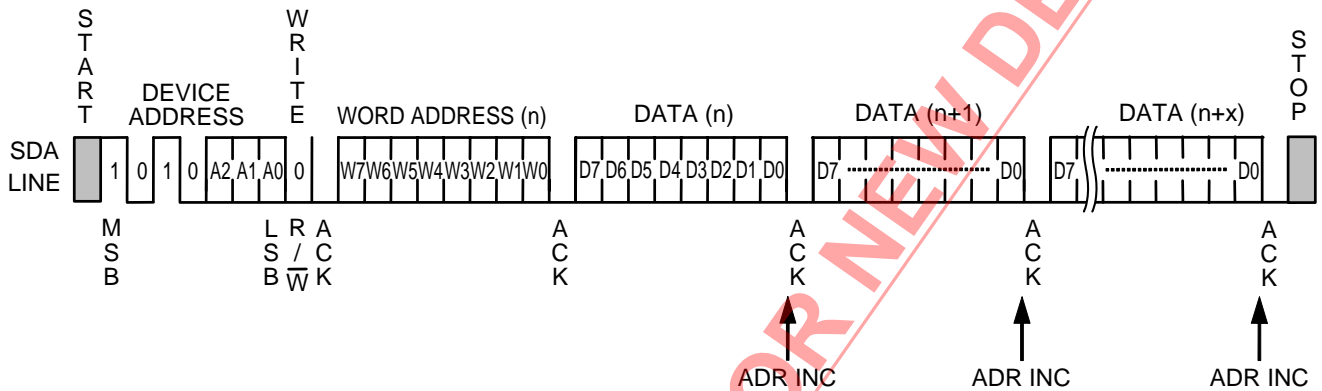 START
WRITE
STOP
DEVICE
ADDRESS
WORD ADDRESS (n)
DATA (n)
DATA (n+1)
DATA (n+x)
SDA
LINE
1 0 1 0 A2 A1 A0 0 W7 W6 W5 W4 W3 W2 W1 W0 D7 D6 D5 D4 D3 D2 D1 D0 D7 D0 D7 D0
MSB
LSB
R/W̅
ACK
ACK
ACK
ACK
ACK
ADR INC
ADR INC
ADR INC
OR NEW DE